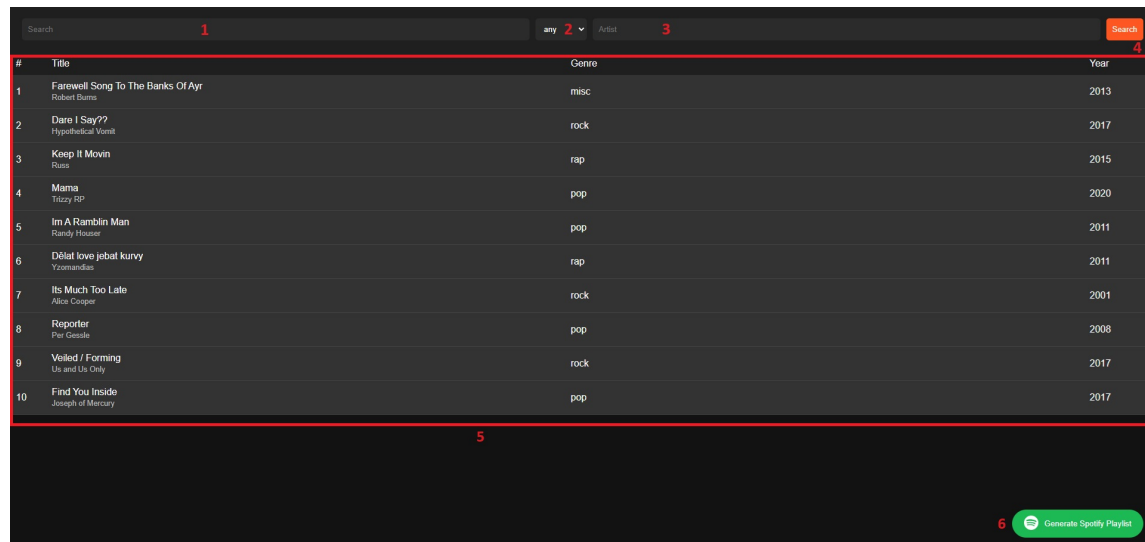 Search 1 any 2 Artist 3 Search
4
# Title Genre Year
1 Farewell Song To The Banks Of Ayr misc 2013
Robert Burns
2 Dare I Say?? rock 2017
Hypothetical Vomit
3 Keep It Movin rap 2015
Russ
4 Mama pop 2020
Trizzy RP
5 Im A Ramblin Man pop 2011
Randy Houser
6 Dělat love jebat kurvy rap 2011
Yzomandias
7 Its Much Too Late rock 2001
Alice Cooper
8 Reporter pop 2008
Per Gessle
9 Veiled / Forming rock 2017
Us and Us Only
10 Find You Inside pop 2017
Joseph of Mercury
5
6 Generate Spotify Playlist